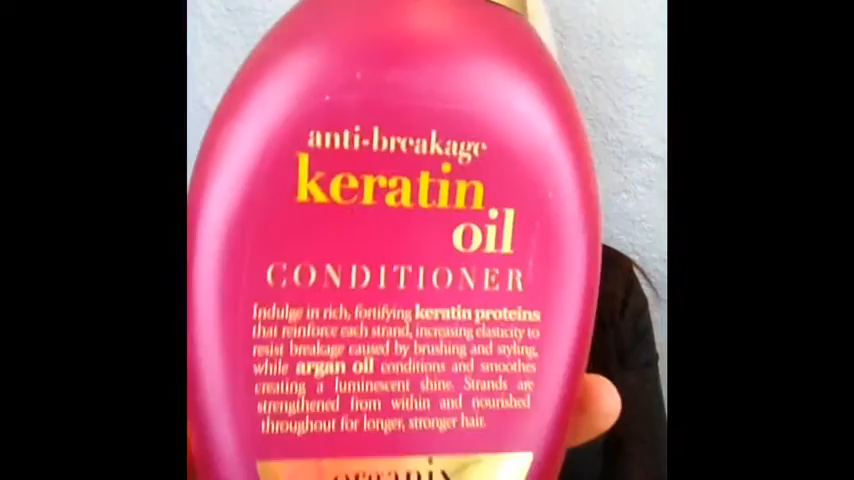 anti-breakage
keratin
oil
CONDITIONER
Indulge in rich, fortifying keratin proteins
that reinforce each strand, increasing elasticity to
resist breakage caused by brushing and styling,
while argan oil conditions and smoothes
creating a luminescent shine. Strands are
strengthened from within and nourished
throughout for longer, stronger hair.
organix